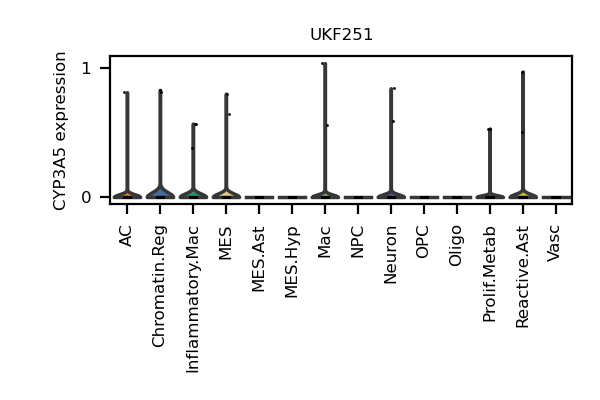 UKF251
CYP3A5 expression
1
0
AC
Chromatin.Reg
Inflammatory.Mac
MES
MES.Ast
MES.Hyp
Mac
NPC
Neuron
OPC
Oligo
Prolif.Metab
Reactive.Ast
Vasc